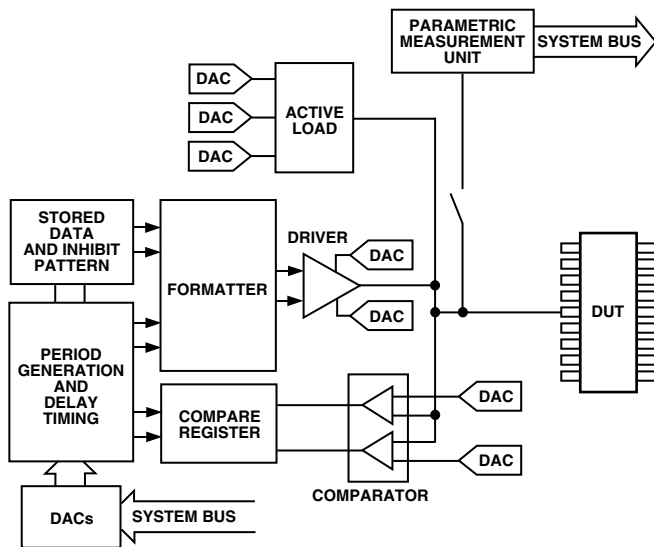 PARAMETRIC
MEASUREMENT
UNIT
SYSTEM BUS
DAC
DAC
DAC
ACTIVE
LOAD
STORED
DATA
AND INHIBIT
PATTERN
FORMATTER
DRIVER
DAC
DAC
DUT
PERIOD
GENERATION
AND
DELAY
TIMING
COMPARE
REGISTER
DAC
DAC
COMPARATOR
DACs
SYSTEM BUS